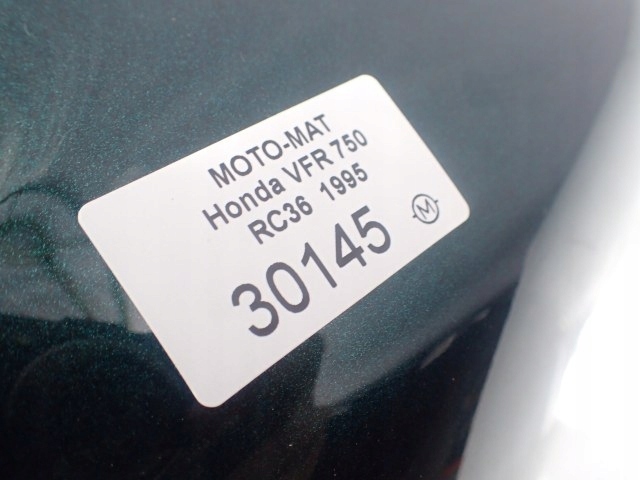 MOTO-MAT
Honda VFR 750
RC36 1995
30145
M